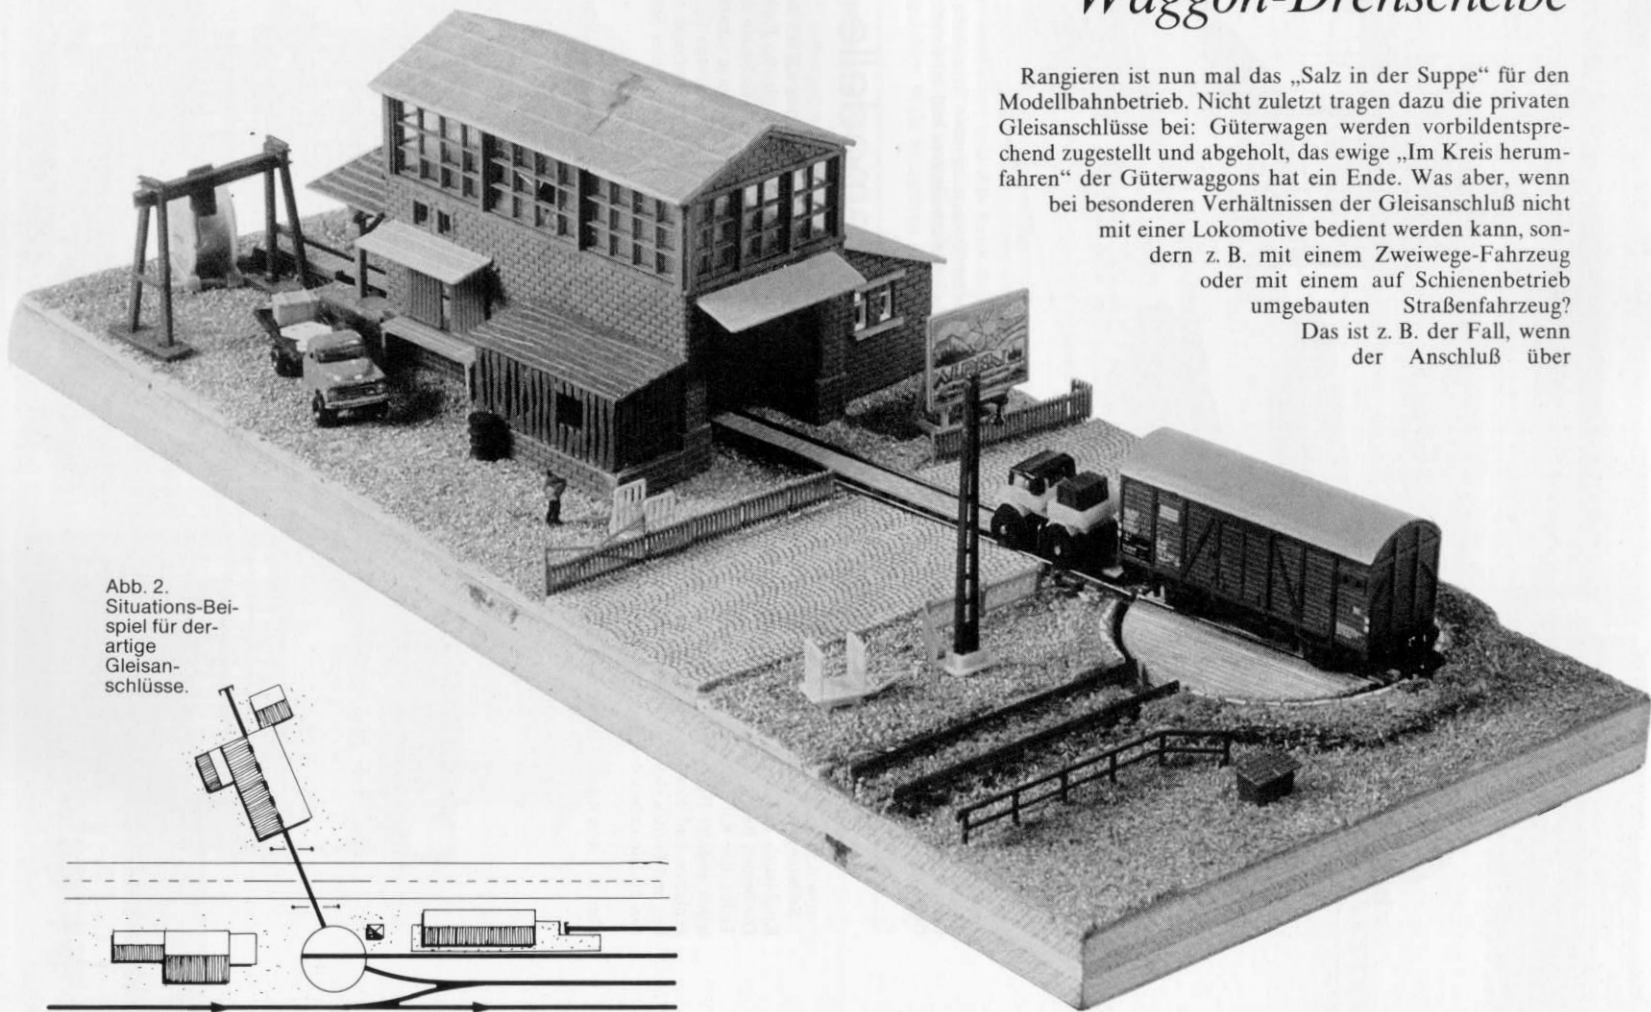 Waggon-Drehscheibe
Rangieren ist nun mal das „Salz in der Suppe“ für den
Modellbahnbetrieb. Nicht zuletzt tragen dazu die privaten
Gleisanschlüsse bei: Güterwagen werden vorbildentspre-
chend zugestellt und abgeholt, das ewige „Im Kreis herum-
fahren“ der Güterwaggons hat ein Ende. Was aber, wenn
bei besonderen Verhältnissen der Gleisanschluß nicht
mit einer Lokomotive bedient werden kann, son-
dern z. B. mit einem Zweiwege-Fahrzeug
oder mit einem auf Schienenbetrieb
umgebauten Straßenfahrzeug?
Das ist z. B. der Fall, wenn
der Anschluß über
Abb. 2.
Situations-Bei-
spiel für der-
artige
Gleisan-
schlüsse.